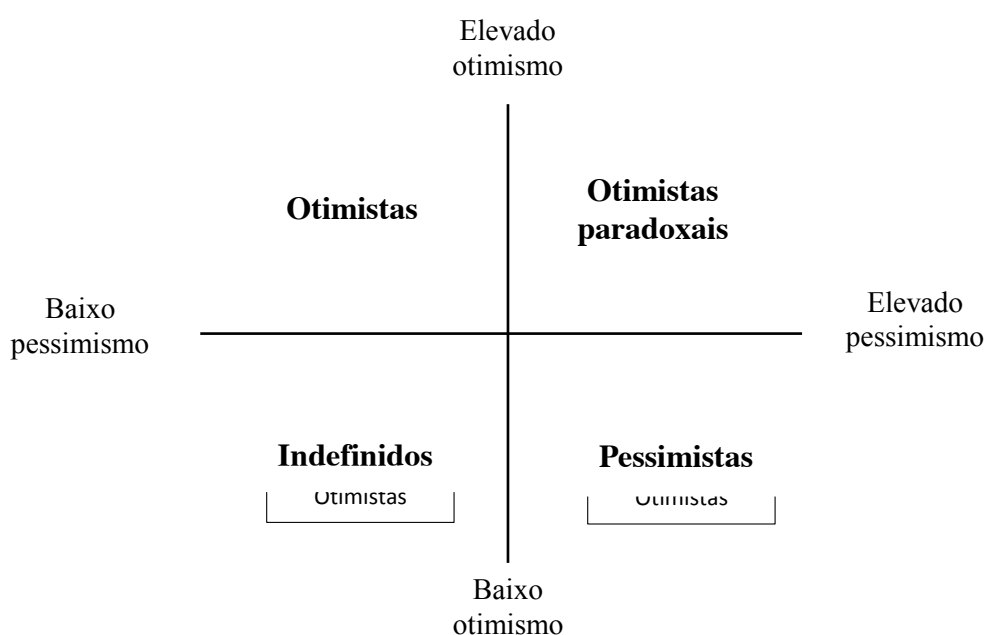 Elevado
otimismo
Otimistas
Otimistas
paradoxais
Baixo
pessimismo
Elevado
pessimismo
Indefinidos
Pessimistas
Otimistas
Otimistas
Baixo
otimismo